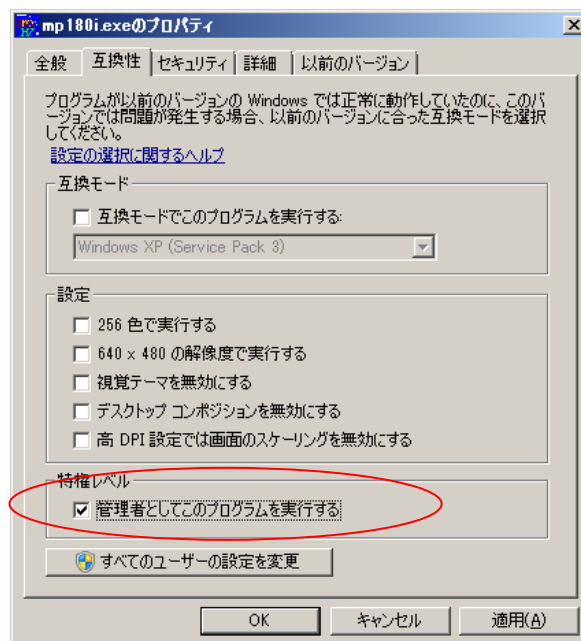 mp180i.exeのプロパティ
全般 互換性 セキュリティ 詳細 以前のバージョン
プログラムが以前のバージョンの Windows では正常に動作していたのに、このバ
ージョンでは問題が発生する場合、以前のバージョンに合った互換モードを選択
してください。
設定の選択に関するヘルプ
互換モード
互換モードでこのプログラムを実行する:
Windows XP (Service Pack 3)
設定
256 色で実行する
640 x 480 の解像度で実行する
視覚テーマを無効にする
デスクトップ コンポジションを無効にする
高 DPI 設定では画面のスケーリングを無効にする
特権レベル
管理者としてこのプログラムを実行する
すべてのユーザーの設定を変更
OK キャンセル 適用(A)